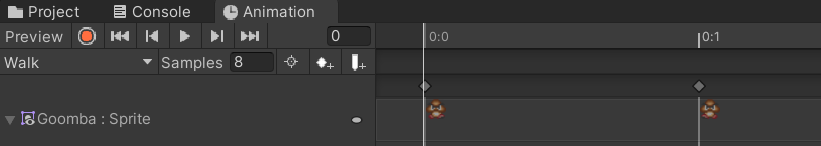 Project Console Animation
Preview 0 0:0 0:1
Walk Samples 8
Goomba : Sprite